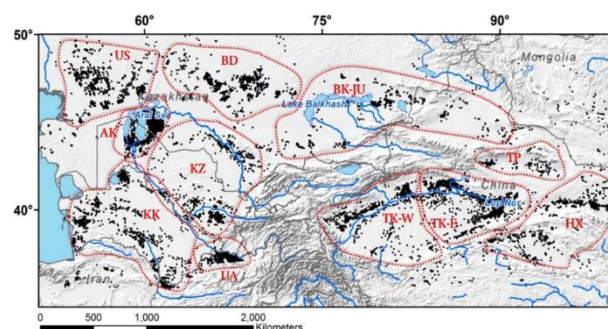 60° 75° 90°
50°
US BD BK-JU Mongolia
Kazakhstan
Lake Balkhash
AK Aral Sea
KZ TP
China
40° KK TK-W TK-E Lop Nur HX
UA
Iran
0 500 1,000 2,000
Kilometers